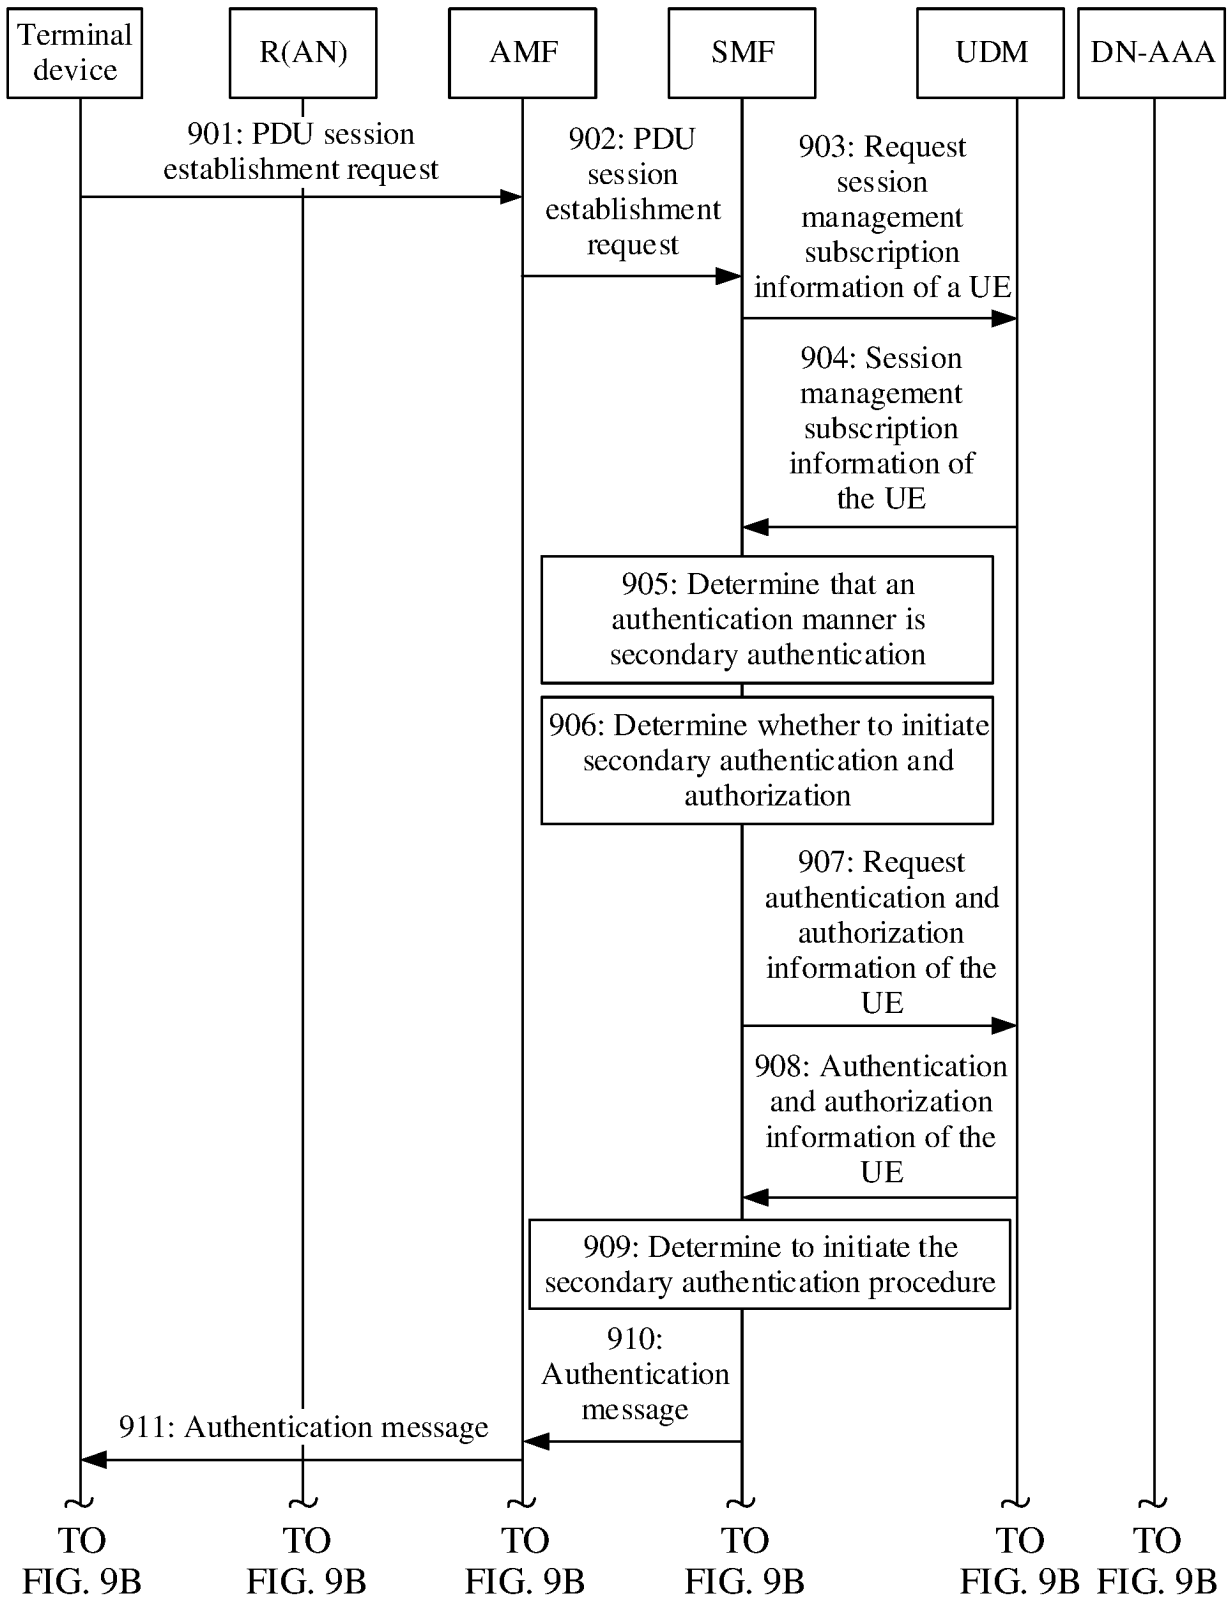 Terminal
device
R(AN)
AMF
SMF
UDM
DN-AAA
901: PDU session
establishment request
902: PDU
session
establishment
request
903: Request
session
management
subscription
information of a UE
904: Session
management
subscription
information of
the UE
905: Determine that an
authentication manner is
secondary authentication
906: Determine whether to initiate
secondary authentication and
authorization
907: Request
authentication and
authorization
information of the
UE
908: Authentication
and authorization
information of the
UE
909: Determine to initiate the
secondary authentication procedure
910:
Authentication
message
911: Authentication message
TO
FIG. 9B
TO
FIG. 9B
TO
FIG. 9B
TO
FIG. 9B
TO
FIG. 9B
TO
FIG. 9B